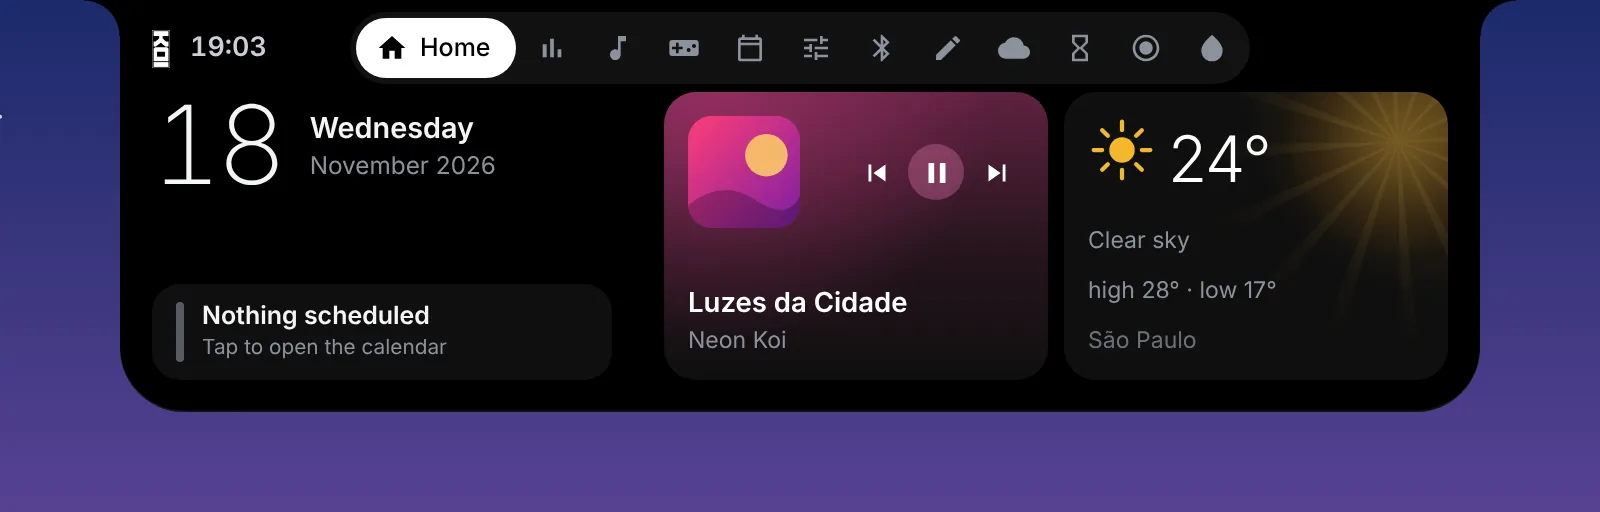 KOI
19:03
Home
18
Wednesday
November 2026
Nothing scheduled
Tap to open the calendar
Luzes da Cidade
Neon Koi
24°
Clear sky
high 28° · low 17°
São Paulo